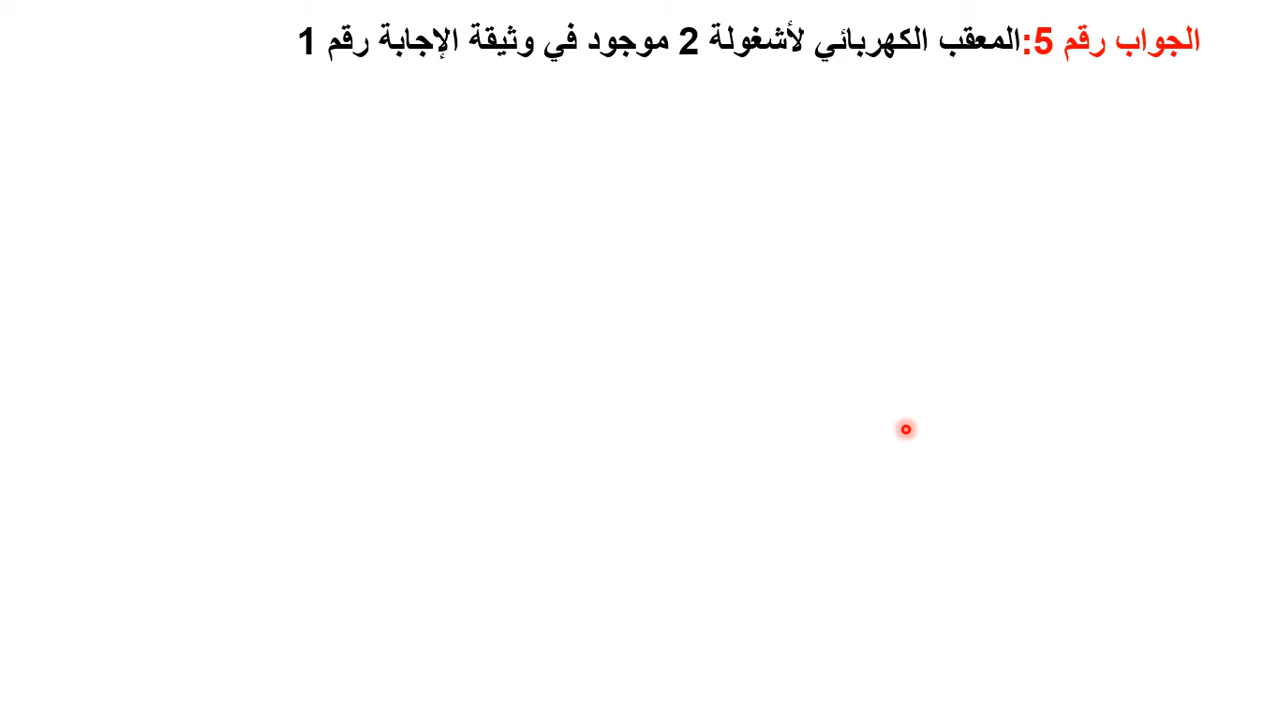 الجواب رقم 5:المعقب الكهربائي لأشغولة 2 موجود في وثيقة الإجابة رقم 1